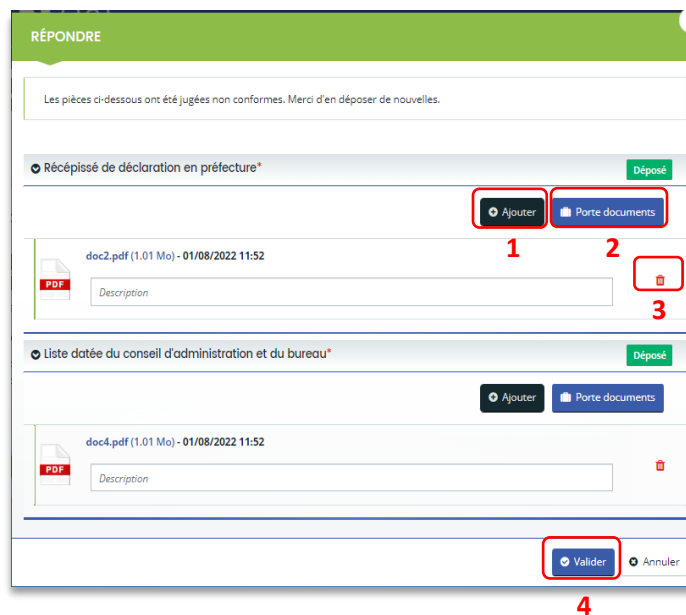 RÉPONDRE
Les pièces ci-dessous ont été jugées non conformes. Merci d'en déposer de nouvelles.
Récépissé de déclaration en préfecture* Déposé
Ajouter Porte documents
1 2
doc2.pdf (1.01 Mo) - 01/08/2022 11:52
PDF
Description
3
Liste datée du conseil d'administration et du bureau* Déposé
Ajouter Porte documents
doc4.pdf (1.01 Mo) - 01/08/2022 11:52
PDF
Description
Valider Annuler
4